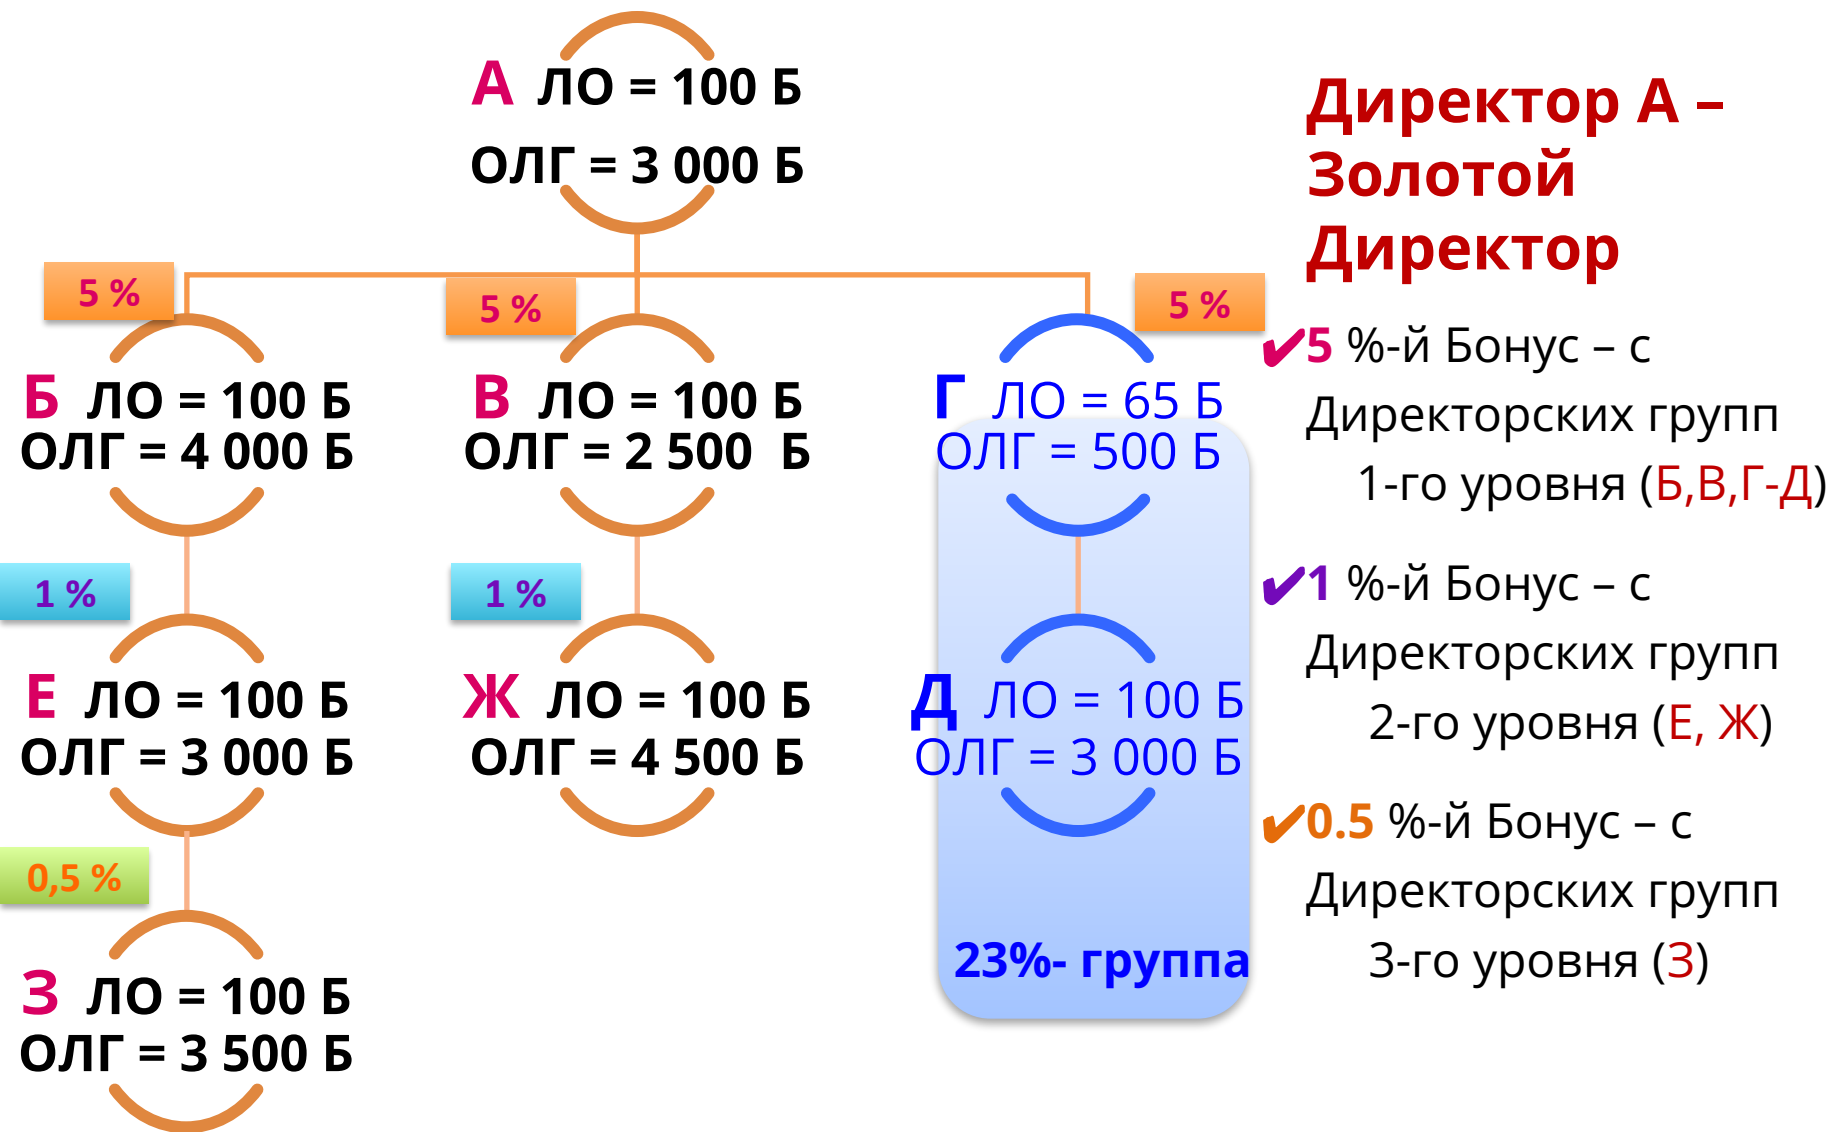 А ЛО = 100 Б
ОЛГ = 3 000 Б
5 %
5 %
5 %
Б ЛО = 100 Б
ОЛГ = 4 000 Б
В ЛО = 100 Б
ОЛГ = 2 500 Б
Г ЛО = 65 Б
ОЛГ = 500 Б
1 %
1 %
Е ЛО = 100 Б
ОЛГ = 3 000 Б
Ж ЛО = 100 Б
ОЛГ = 4 500 Б
Д ЛО = 100 Б
ОЛГ = 3 000 Б
0,5 %
23%- группа
З ЛО = 100 Б
ОЛГ = 3 500 Б
Директор А –
Золотой
Директор
✔5 %-й Бонус – с
Директорских групп
1-го уровня (Б,В,Г-Д)
✔1 %-й Бонус – с
Директорских групп
2-го уровня (Е, Ж)
✔0.5 %-й Бонус – с
Директорских групп
3-го уровня (З)